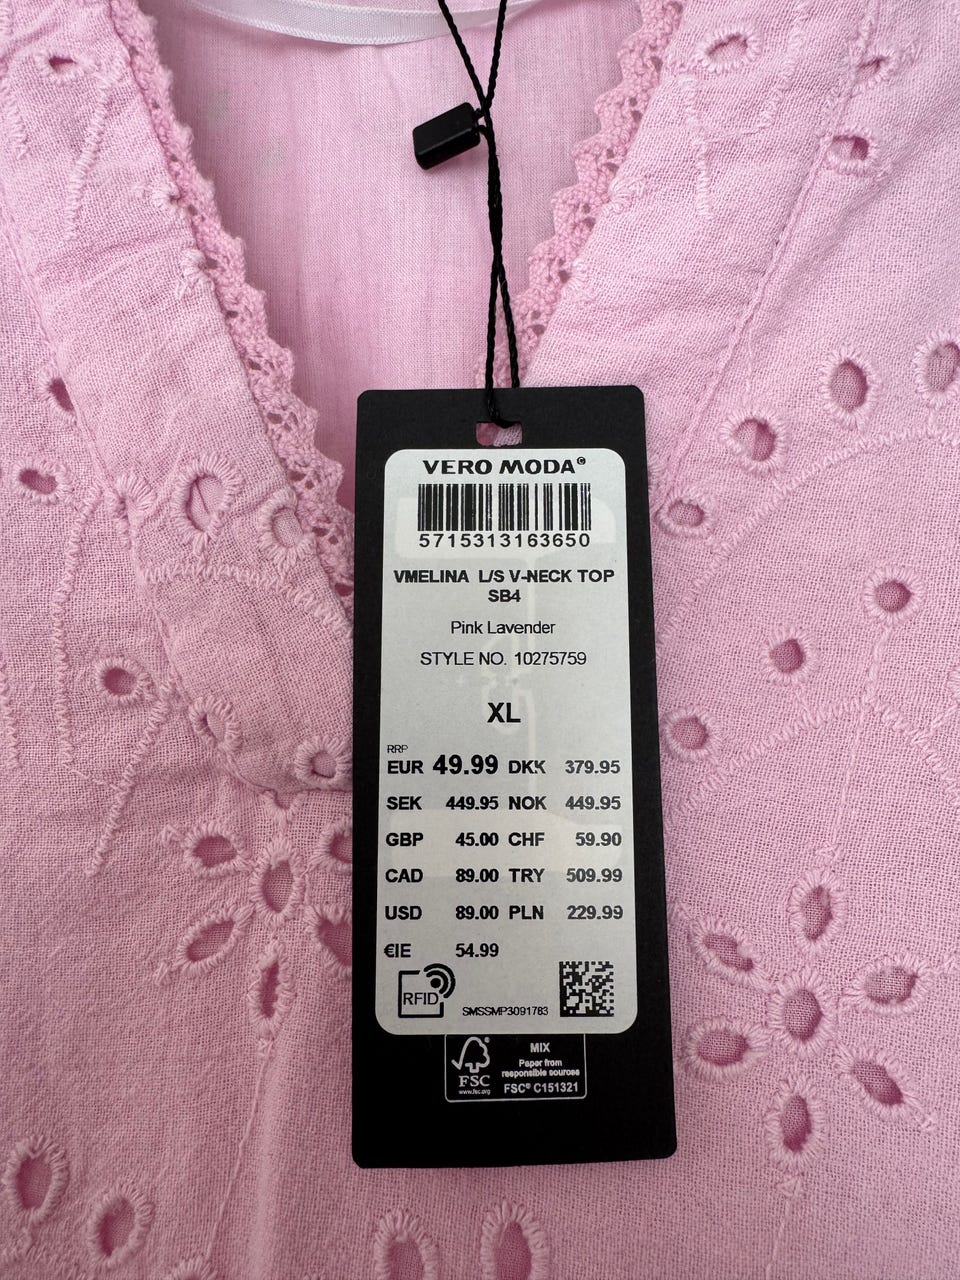 VERO MODA©
5715313163650
VMELINA L/S V-NECK TOP
SB4
Pink Lavender
STYLE NO. 10275759
XL
RRP
EUR 49.99 DKK 379.95
SEK 449.95 NOK 449.95
GBP 45.00 CHF 59.90
CAD 89.00 TRY 509.99
USD 89.00 PLN 229.99
€IE 54.99
RFID SMSSMP3091783
FSC
www.fsc.org
MIX
Paper from
responsible sources
FSC® C151321